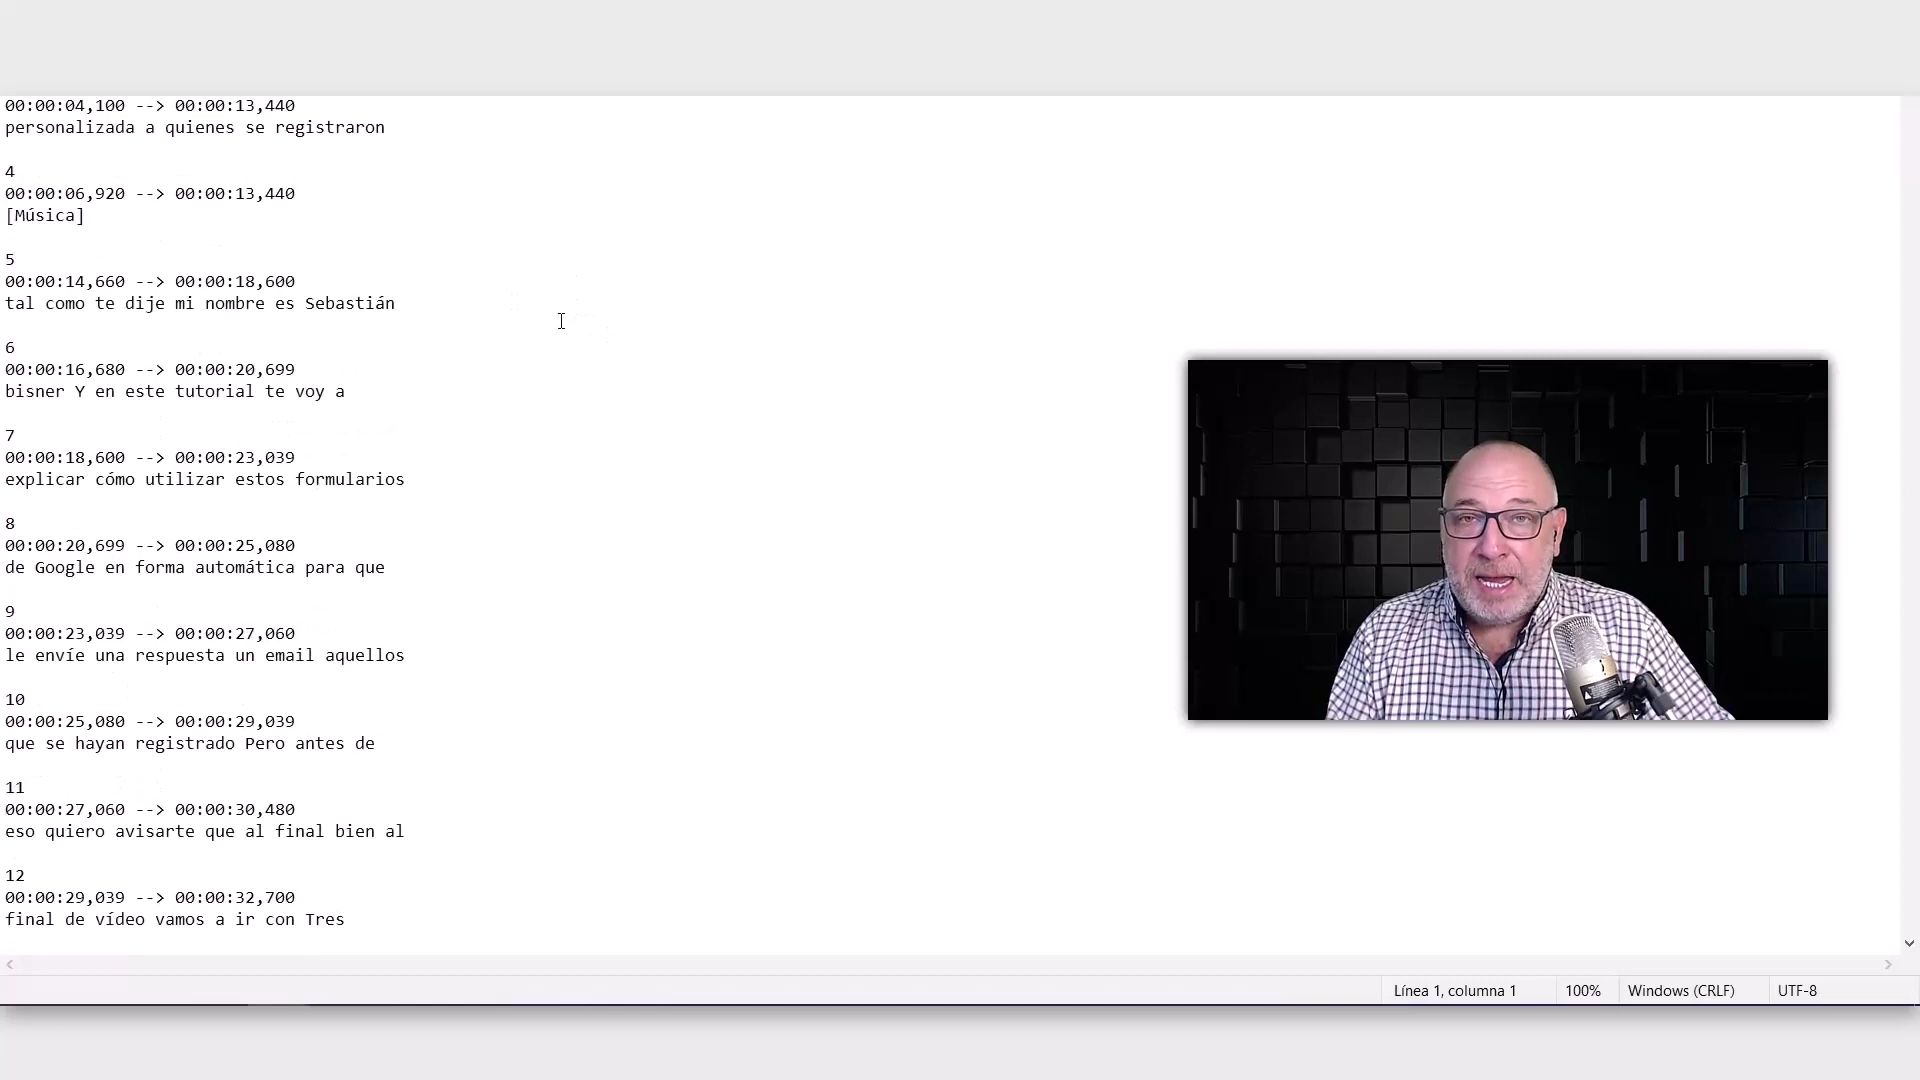 00:00:04,100 --> 00:00:13,440
personalizada a quienes se registraron
4
00:00:06,920 --> 00:00:13,440
[Música]
5
00:00:14,660 --> 00:00:18,600
tal como te dije mi nombre es Sebastián
6
00:00:16,680 --> 00:00:20,699
bisner Y en este tutorial te voy a
7
00:00:18,600 --> 00:00:23,039
explicar cómo utilizar estos formularios
8
00:00:20,699 --> 00:00:25,080
de Google en forma automática para que
9
00:00:23,039 --> 00:00:27,060
le envíe una respuesta un email aquellos
10
00:00:25,080 --> 00:00:29,039
que se hayan registrado Pero antes de
11
00:00:27,060 --> 00:00:30,480
eso quiero avisarte que al final bien al
12
00:00:29,039 --> 00:00:32,700
final de vídeo vamos a ir con Tres
Línea 1, columna 1
100%
Windows (CRLF)
UTF-8